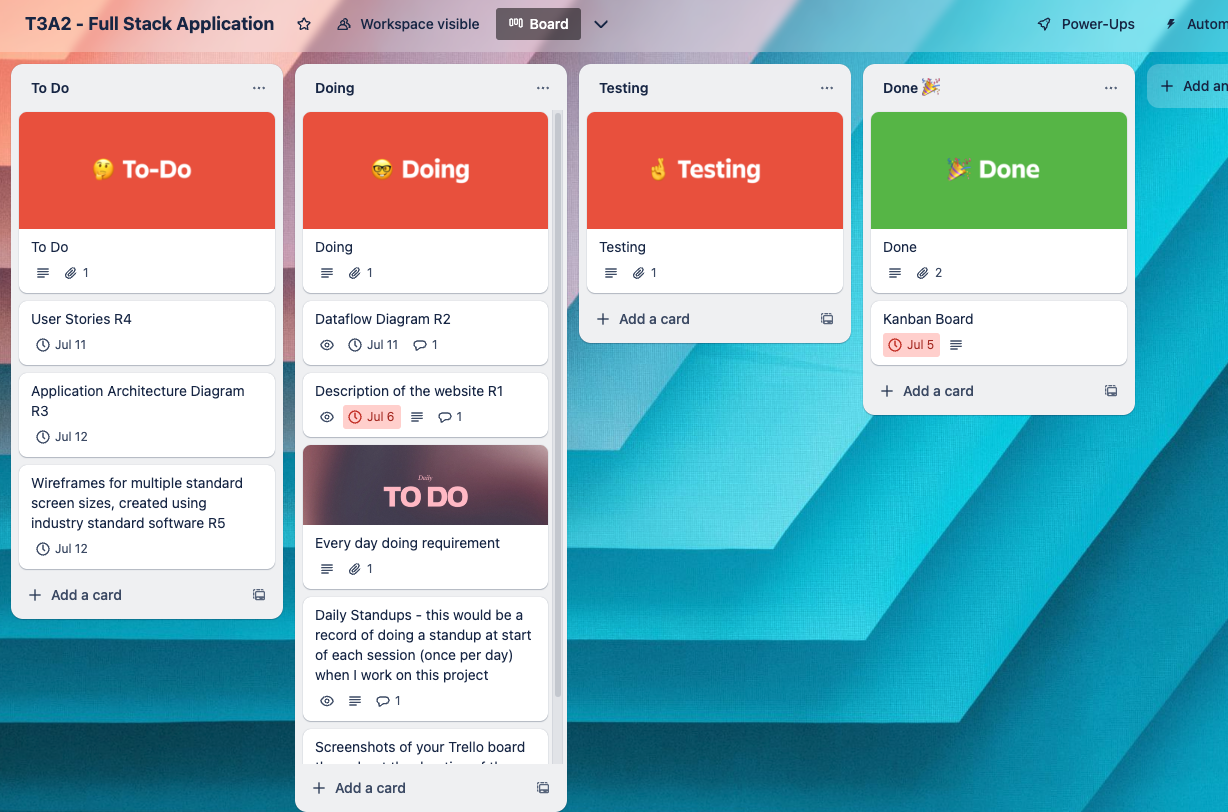 T3A2 - Full Stack Application
Workspace visible
Board
Power-Ups
Autom
To Do
🤔 To-Do
To Do
1
User Stories R4
Jul 11
Application Architecture Diagram
R3
Jul 12
Wireframes for multiple standard
screen sizes, created using
industry standard software R5
Jul 12
+ Add a card
Doing
🤓 Doing
Doing
1
Dataflow Diagram R2
Jul 11
1
Description of the website R1
Jul 6
1
Daily
TO DO
Every day doing requirement
1
Daily Standups - this would be a
record of doing a standup at start
of each session (once per day)
when I work on this project
1
Screenshots of your Trello board
+ Add a card
Testing
🤞 Testing
Testing
1
+ Add a card
Done 🎉
🎉 Done
Done
2
Kanban Board
Jul 5
+ Add a card
+ Add an